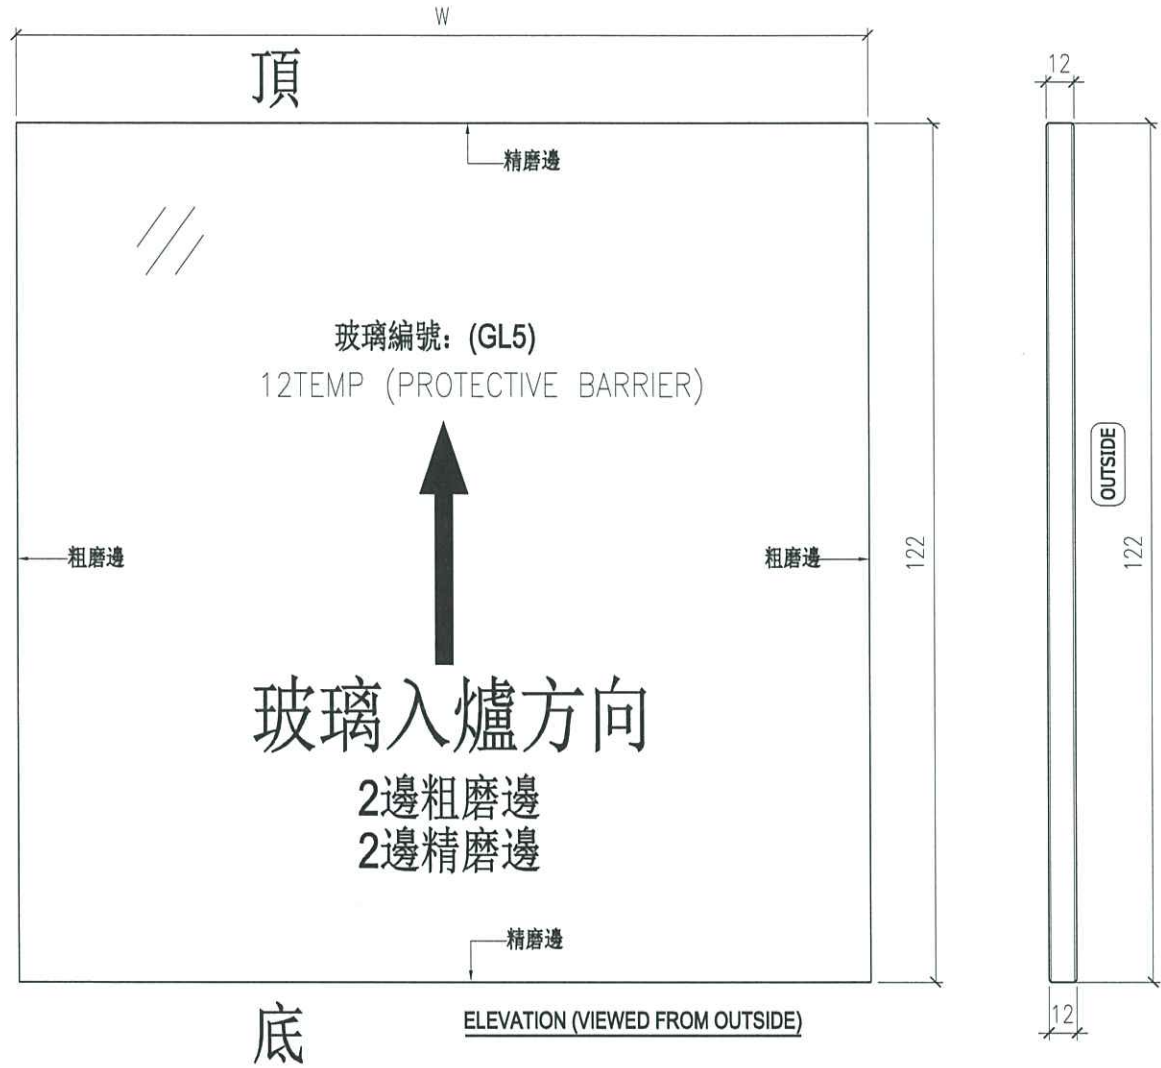 W
頂
12
精磨邊
玻璃編號：(GL5)
12TEMP (PROTECTIVE BARRIER)
OUTSIDE
粗磨邊
粗磨邊
122
122
玻璃入爐方向
2邊粗磨邊
2邊精磨邊
精磨邊
底
ELEVATION (VIEWED FROM OUTSIDE)
12